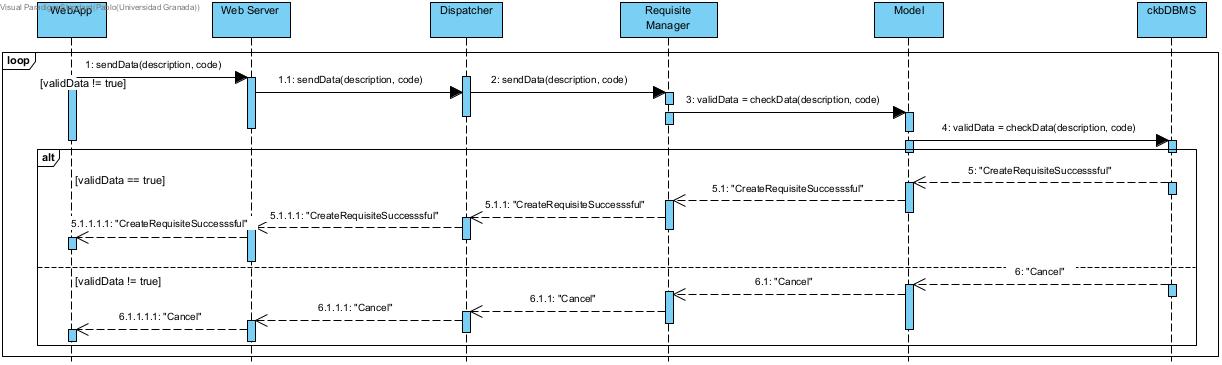 Visual Paradigm Standard(Pablo(Universidad Granada))
WebApp
Web Server
Dispatcher
Requisite
Manager
Model
ckbDBMS
loop
[validData != true]
1: sendData(description, code)
1.1: sendData(description, code)
2: sendData(description, code)
3: validData = checkData(description, code)
4: validData = checkData(description, code)
alt
[validData == true]
5: "CreateRequisiteSuccesssful"
5.1: "CreateRequisiteSuccesssful"
5.1.1: "CreateRequisiteSuccesssful"
5.1.1.1: "CreateRequisiteSuccesssful"
5.1.1.1.1: "CreateRequisiteSuccesssful"
[validData != true]
6: "Cancel"
6.1: "Cancel"
6.1.1: "Cancel"
6.1.1.1: "Cancel"
6.1.1.1.1: "Cancel"